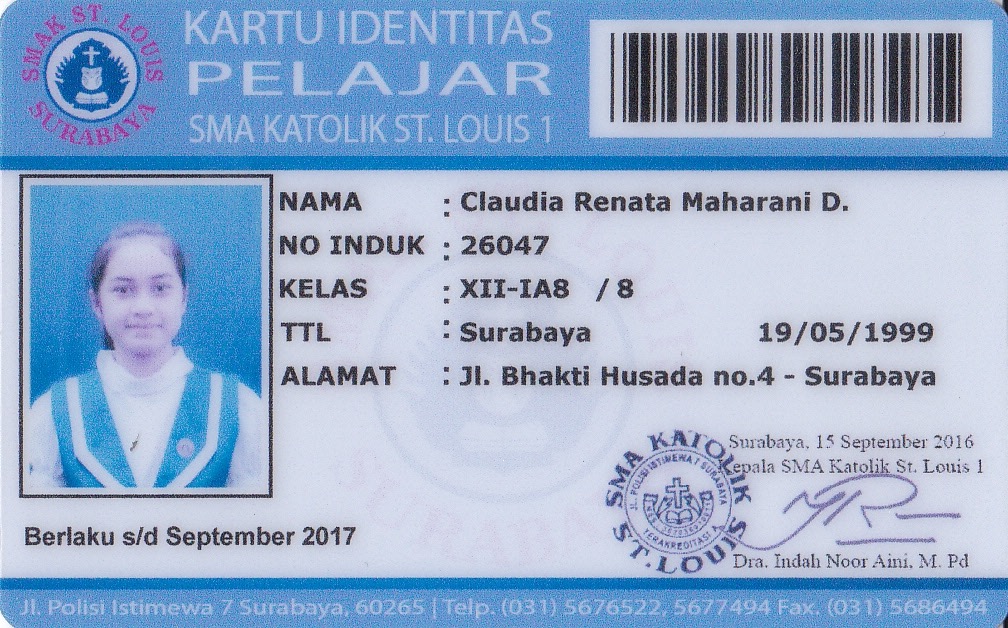 SMAK ST. LOUIS
SURABAYA
KARTU IDENTITAS
PELAJAR
SMA KATOLIK ST. LOUIS 1
NAMA : Claudia Renata Maharani D.
NO INDUK : 26047
KELAS : XII-IA8 / 8
TTL : Surabaya 19/05/1999
ALAMAT : Jl. Bhakti Husada no.4 - Surabaya
Surabaya, 15 September 2016
Kepala SMA Katolik St. Louis 1
SMA KATOLIK
ST. LOUIS
JL. POLISI ISTIMEWA 7 SURABAYA
TERAKREDITASI A
Dra. Indah Noor Aini, M. Pd
Berlaku s/d September 2017
Jl. Polisi Istimewa 7 Surabaya, 60265 | Telp. (031) 5676522, 5677494 Fax. (031) 5686494